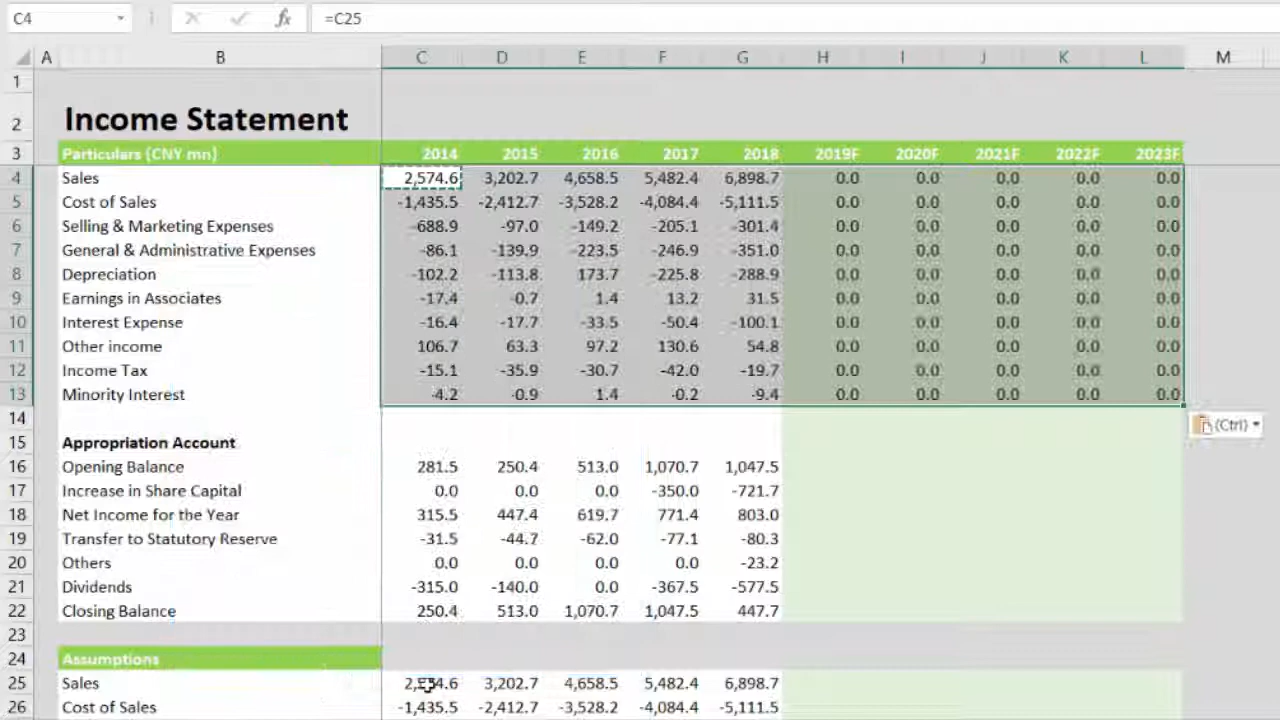 C4 fx =C25
A B C D E F G H I J K L M
1
2 Income Statement
3 Particulars (CNY mn) 2014 2015 2016 2017 2018 2019F 2020F 2021F 2022F 2023F
4 Sales 2,574.6 3,202.7 4,658.5 5,482.4 6,898.7 0.0 0.0 0.0 0.0 0.0
5 Cost of Sales -1,435.5 -2,412.7 -3,528.2 -4,084.4 -5,111.5 0.0 0.0 0.0 0.0 0.0
6 Selling & Marketing Expenses -688.9 -97.0 -149.2 -205.1 -301.4 0.0 0.0 0.0 0.0 0.0
7 General & Administrative Expenses -86.1 -139.9 -223.5 -246.9 -351.0 0.0 0.0 0.0 0.0 0.0
8 Depreciation -102.2 -113.8 173.7 -225.8 -288.9 0.0 0.0 0.0 0.0 0.0
9 Earnings in Associates -17.4 -0.7 1.4 13.2 31.5 0.0 0.0 0.0 0.0 0.0
10 Interest Expense -16.4 -17.7 -33.5 -50.4 -100.1 0.0 0.0 0.0 0.0 0.0
11 Other income 106.7 63.3 97.2 130.6 54.8 0.0 0.0 0.0 0.0 0.0
12 Income Tax -15.1 -35.9 -30.7 -42.0 -19.7 0.0 0.0 0.0 0.0 0.0
13 Minority Interest -4.2 -0.9 1.4 -0.2 -9.4 0.0 0.0 0.0 0.0 0.0
14 (Ctrl)
15 Appropriation Account
16 Opening Balance 281.5 250.4 513.0 1,070.7 1,047.5
17 Increase in Share Capital 0.0 0.0 0.0 -350.0 -721.7
18 Net Income for the Year 315.5 447.4 619.7 771.4 803.0
19 Transfer to Statutory Reserve -31.5 -44.7 -62.0 -77.1 -80.3
20 Others 0.0 0.0 0.0 0.0 -23.2
21 Dividends -315.0 -140.0 0.0 -367.5 -577.5
22 Closing Balance 250.4 513.0 1,070.7 1,047.5 447.7
23
24 Assumptions
25 Sales 3,202.7 4,658.5 5,482.4 6,898.7
26 Cost of Sales -1,435.5 -2,412.7 -3,528.2 -4,084.4 -5,111.5